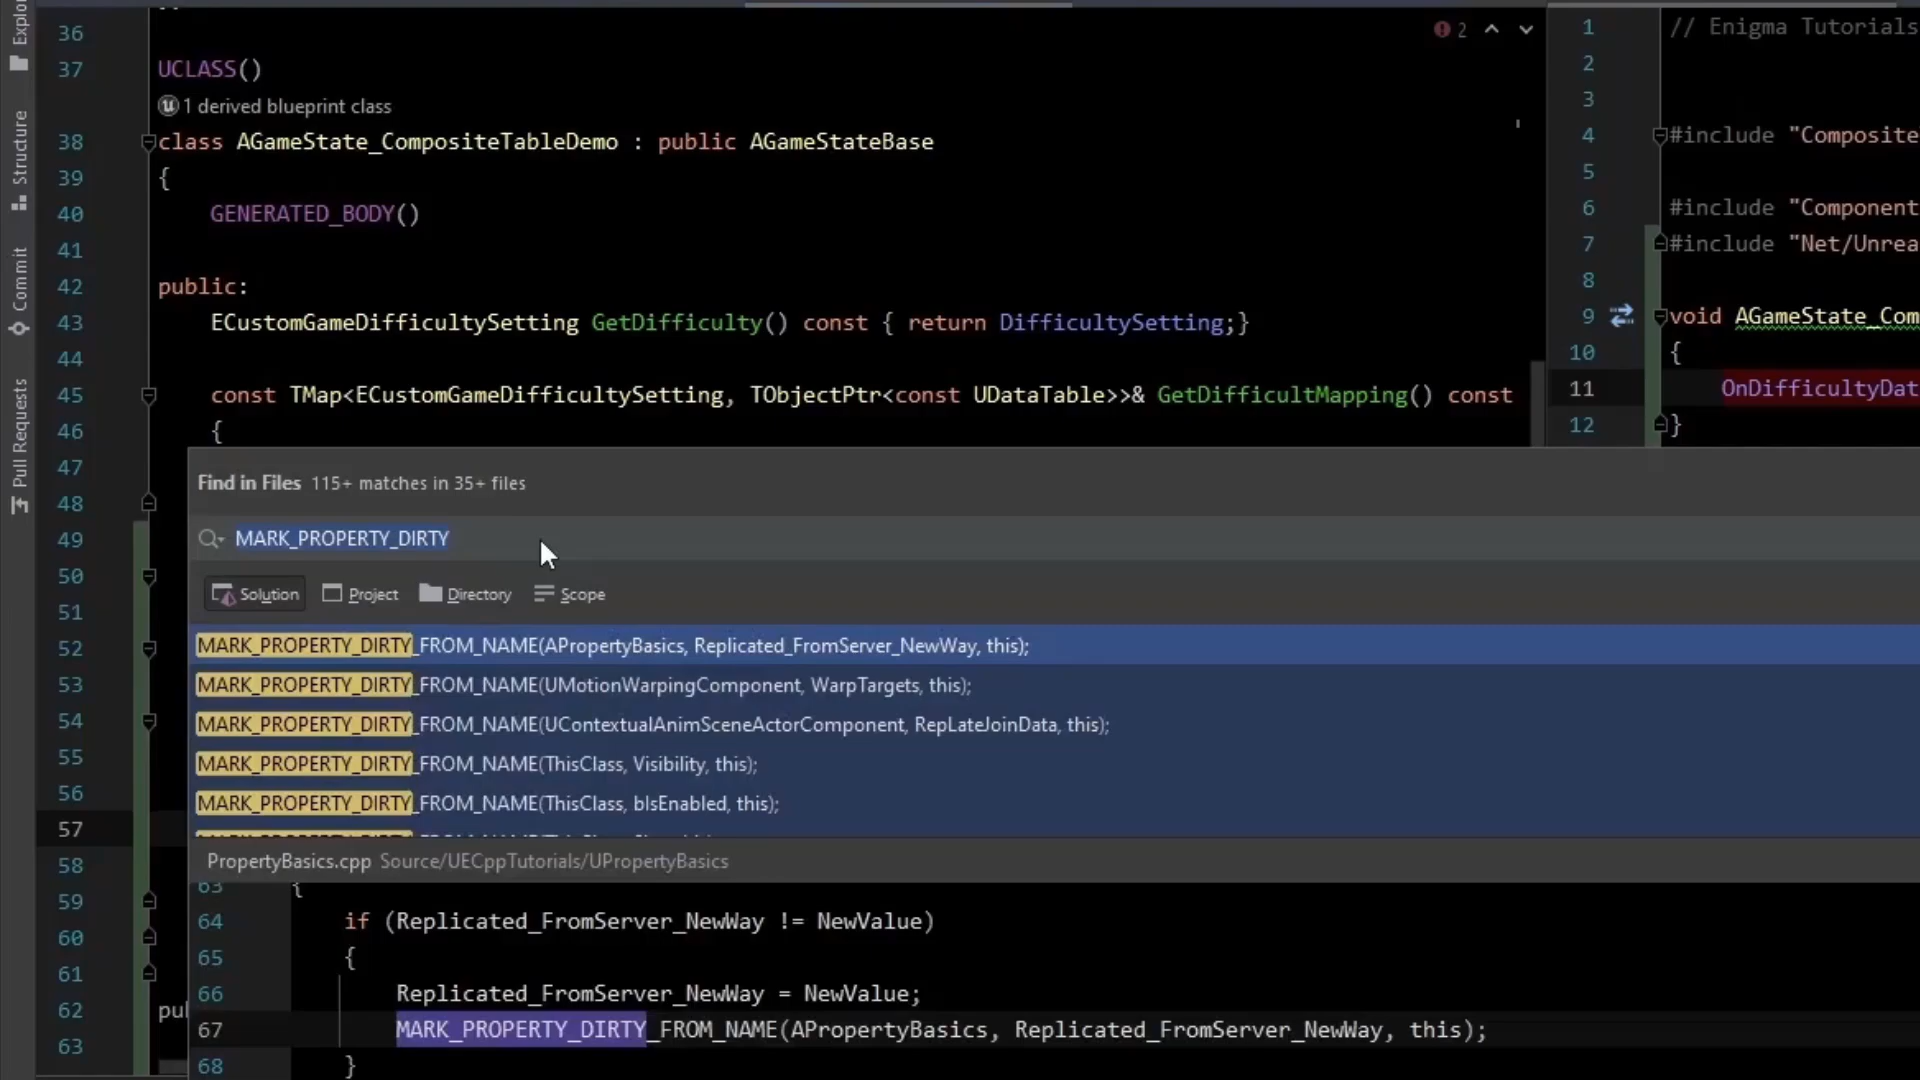 Explor
Structure
Commit
Pull Requests
36
37 UCLASS()
1 derived blueprint class
38 class AGameState_CompositeTableDemo : public AGameStateBase
39 {
40 GENERATED_BODY()
41
42 public:
43 ECustomGameDifficultySetting GetDifficulty() const { return DifficultySetting;}
44
45 const TMap<ECustomGameDifficultySetting, TObjectPtr<const UDataTable>>& GetDifficultMapping() const
46 {
47
48
49
50
51
52
53
54
55
56
57
58
59
60
61
62 pul
63
2
1 // Enigma Tutorials
2
3
4 #include "Composite
5
6 #include "Component
7 #include "Net/Unrea
8
9 void AGameState_Com
10 {
11 OnDifficultyDat
12 }
Find in Files 115+ matches in 35+ files
MARK_PROPERTY_DIRTY
Solution Project Directory Scope
MARK_PROPERTY_DIRTY_FROM_NAME(APropertyBasics, Replicated_FromServer_NewWay, this);
MARK_PROPERTY_DIRTY_FROM_NAME(UMotionWarpingComponent, WarpTargets, this);
MARK_PROPERTY_DIRTY_FROM_NAME(UContextualAnimSceneActorComponent, RepLateJoinData, this);
MARK_PROPERTY_DIRTY_FROM_NAME(ThisClass, Visibility, this);
MARK_PROPERTY_DIRTY_FROM_NAME(ThisClass, bIsEnabled, this);
PropertyBasics.cpp Source/UECppTutorials/UPropertyBasics
63 {
64 if (Replicated_FromServer_NewWay != NewValue)
65 {
66 Replicated_FromServer_NewWay = NewValue;
67 MARK_PROPERTY_DIRTY_FROM_NAME(APropertyBasics, Replicated_FromServer_NewWay, this);
68 }